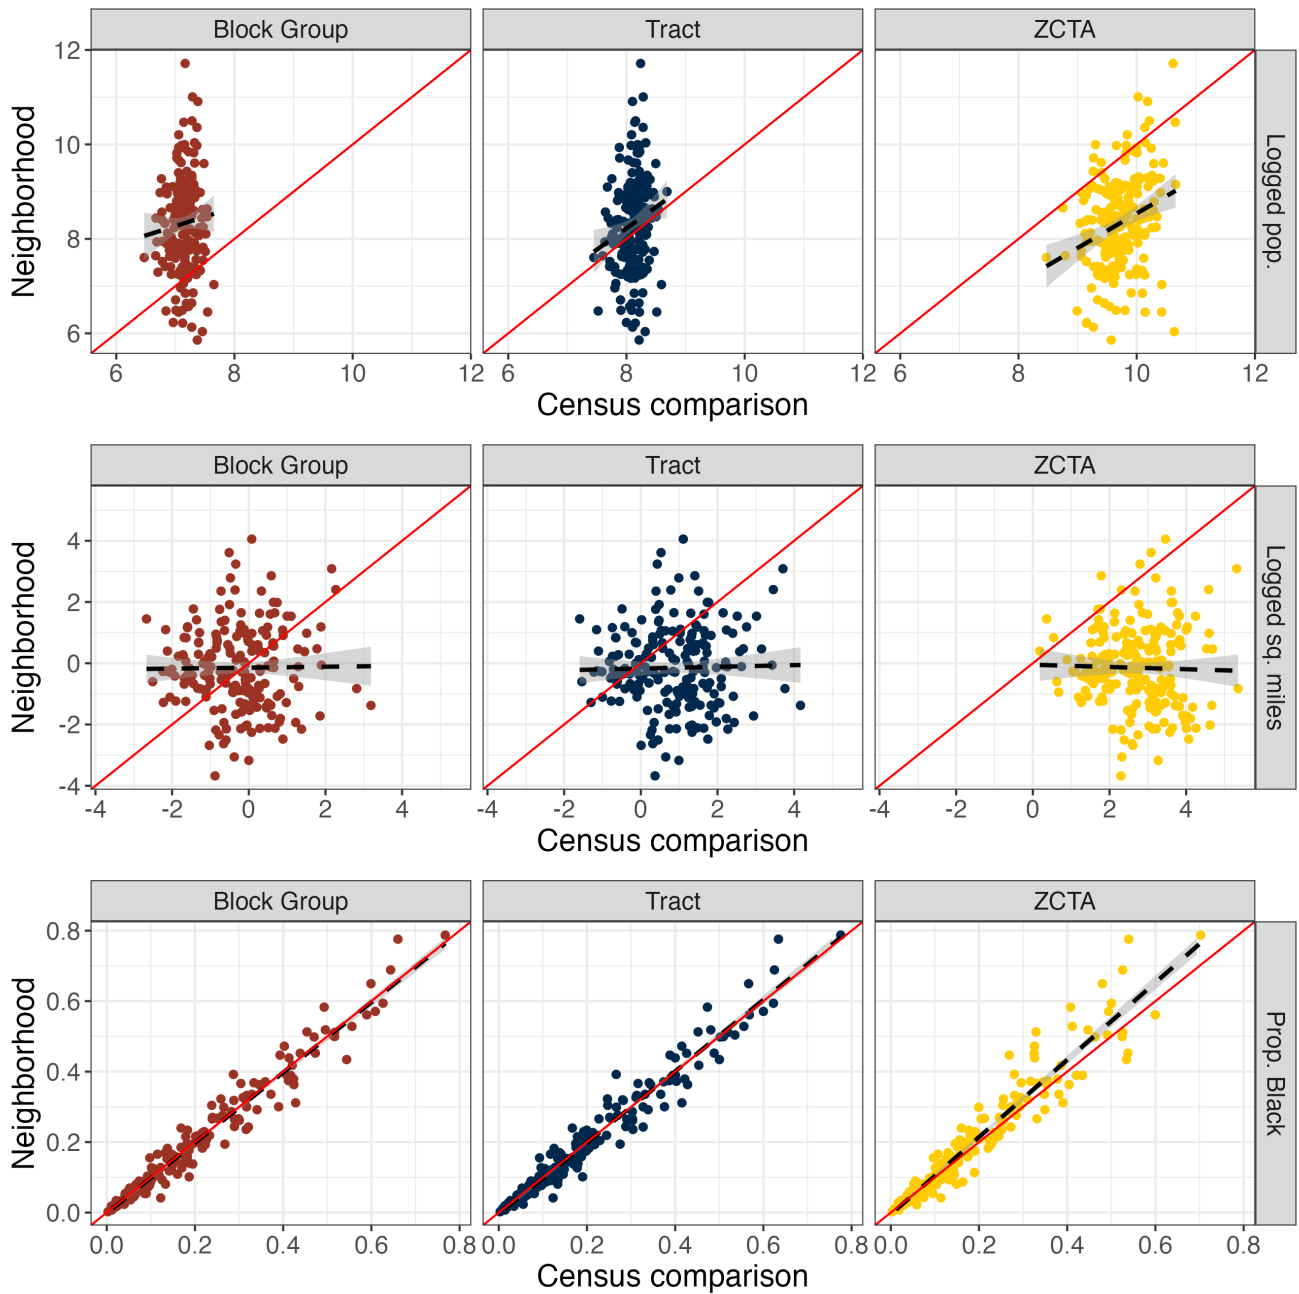 Block Group Tract ZCTA
12
10
8
6
Neighborhood
Logged pop.
6 8 10 12 6 8 10 12 6 8 10 12
Census comparison
Block Group Tract ZCTA
4
2
0
-2
-4
Neighborhood
Logged sq. miles
-4 -2 0 2 4 -4 -2 0 2 4 -4 -2 0 2 4
Census comparison
Block Group Tract ZCTA
0.8
0.6
0.4
0.2
0.0
Neighborhood
Prop. Black
0.0 0.2 0.4 0.6 0.8 0.0 0.2 0.4 0.6 0.8 0.0 0.2 0.4 0.6 0.8
Census comparison